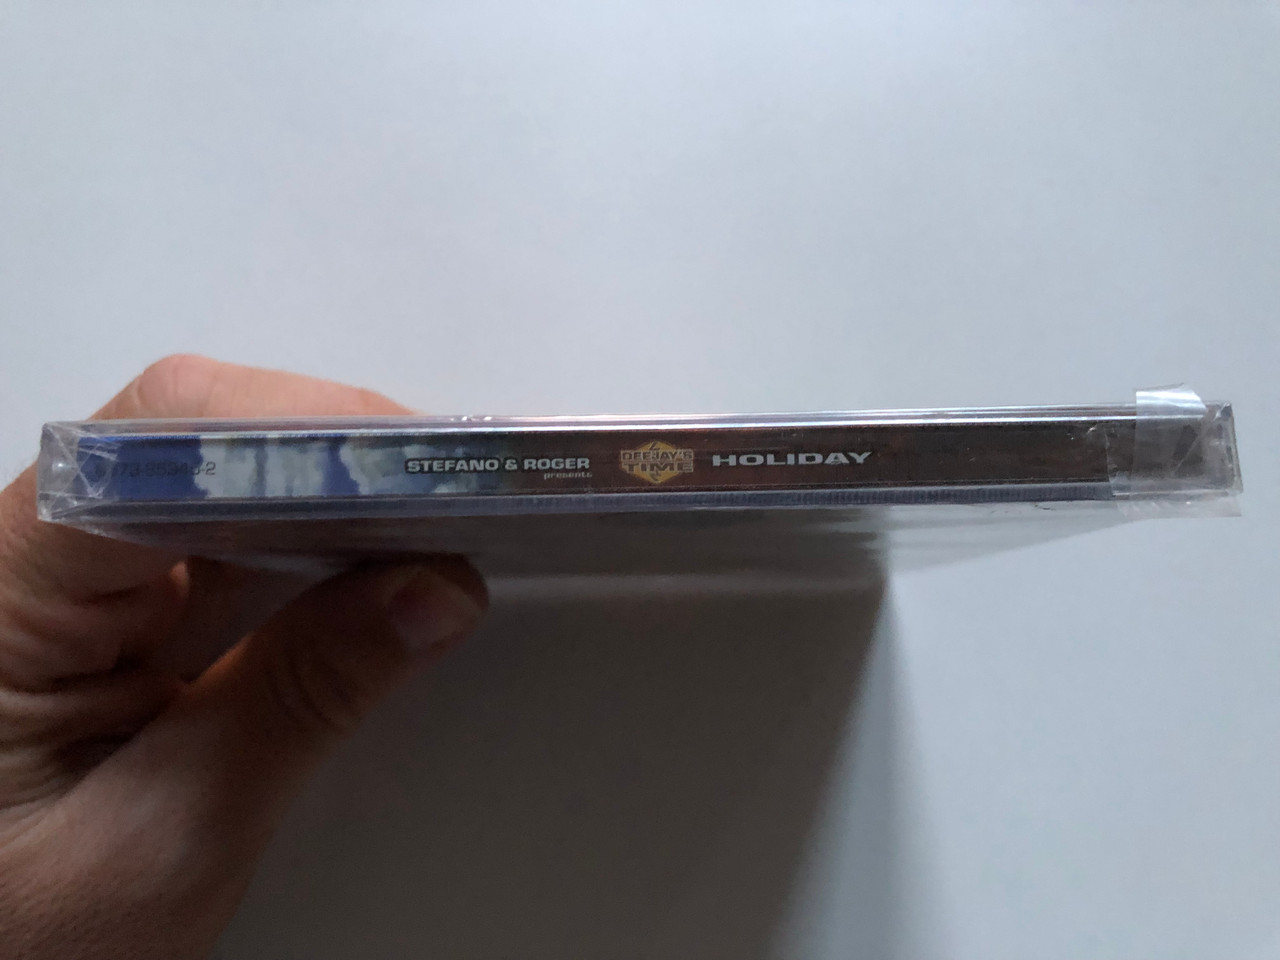 STEFANO & ROGER
presents
DEEJAY'S
TIME
HOLIDAY